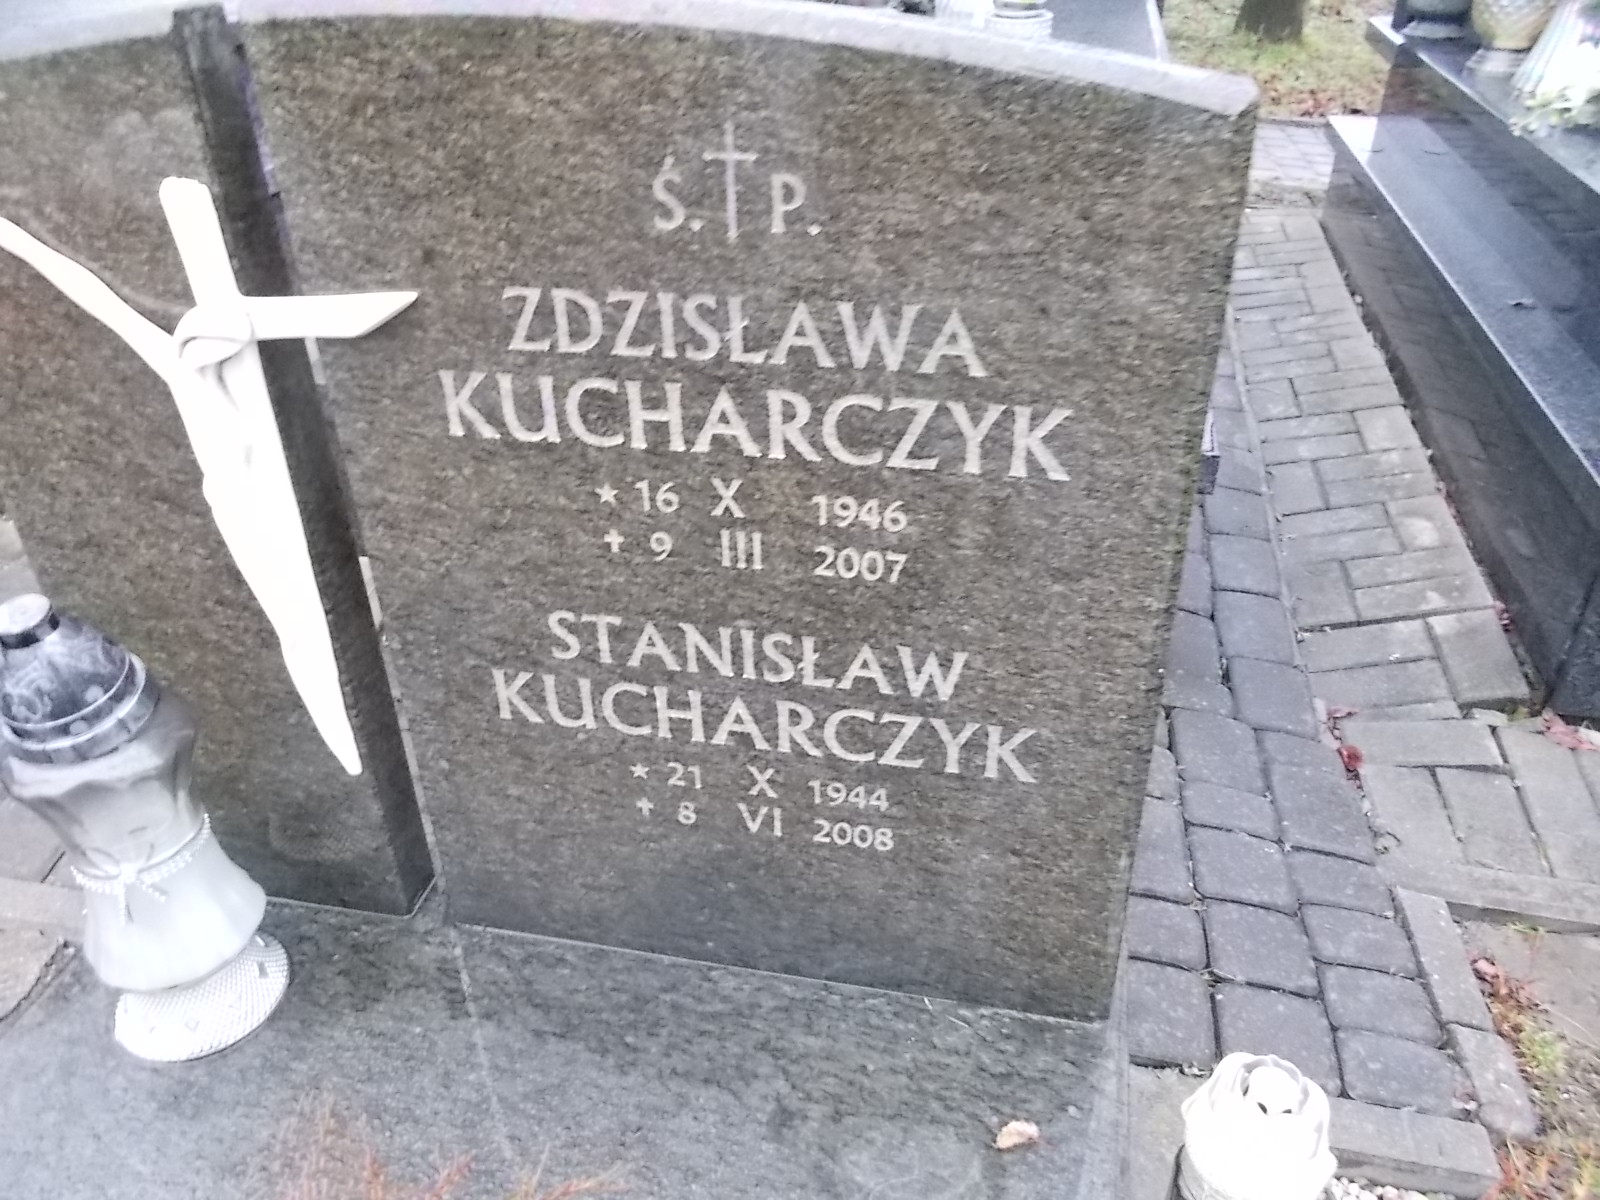 Ś. P.
ZDZISŁAWA
KUCHARCZYK
★ 16 X 1946
✝ 9 III 2007
STANISŁAW
KUCHARCZYK
★ 21 X 1944
✝ 8 VI 2008